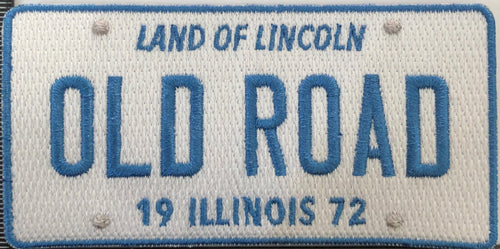 LAND OF LINCOLN
OLD ROAD
19 ILLINOIS 72